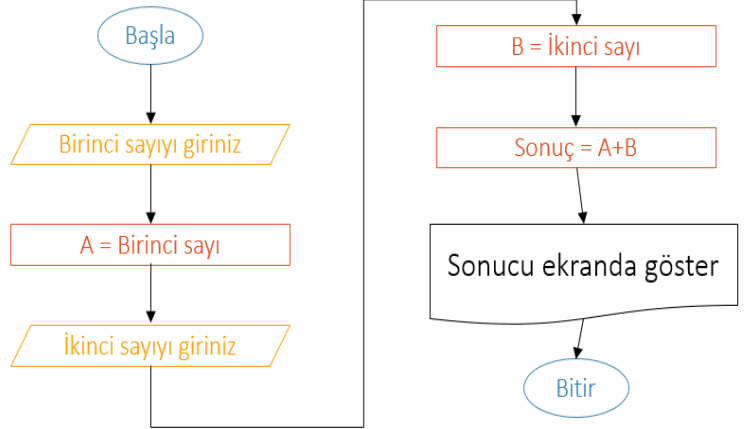 Başla
Birinci sayıyı giriniz
A = Birinci sayı
İkinci sayıyı giriniz
B = İkinci sayı
Sonuç = A+B
Sonucu ekranda göster
Bitir